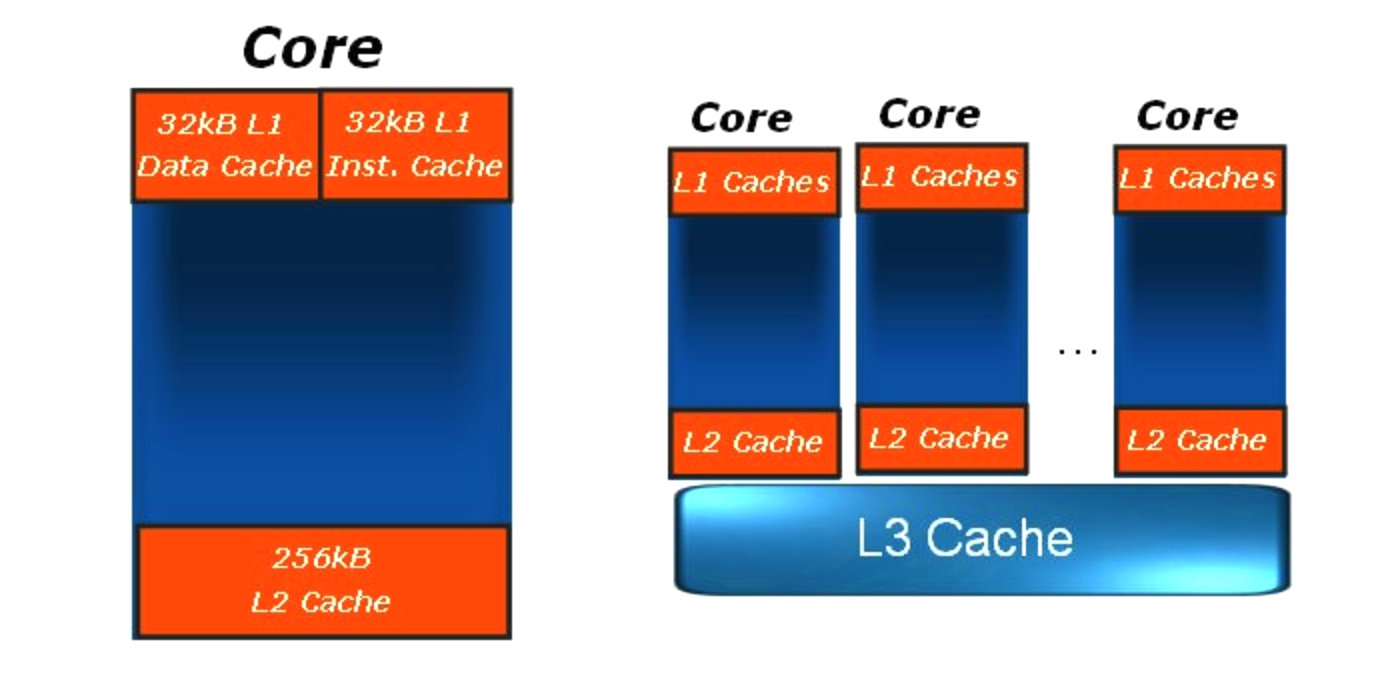 Core
32kB L1
Data Cache
32kB L1
Inst. Cache
256kB
L2 Cache
Core
Core
Core
L1 Caches
L1 Caches
L1 Caches
...
L2 Cache
L2 Cache
L2 Cache
L3 Cache